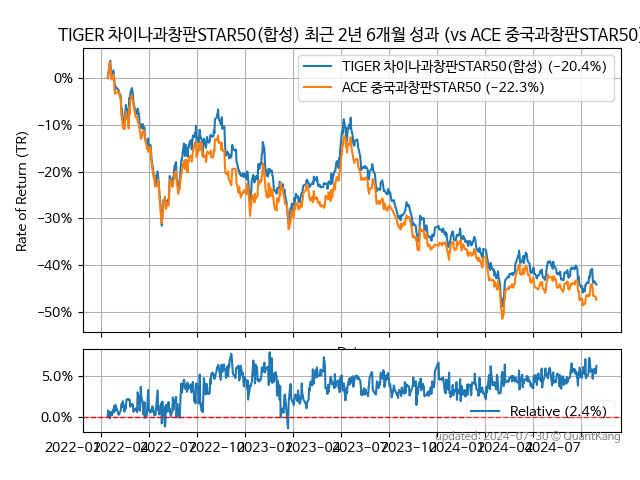 TIGER 차이나과창판STAR50(합성) 최근 2년 6개월 성과 (vs ACE 중국과창판STAR50)
Rate of Return (TR)
0%
−10%
−20%
−30%
−40%
−50%
TIGER 차이나과창판STAR50(합성) (−20.4%)
ACE 중국과창판STAR50 (−22.3%)
5.0%
0.0%
Relative (2.4%)
updated: 2024-07-30 © QuantKang
2022−01 2022−04 2022−07 2022−10 2023−01 2023−04 2023−07 2023−10 2024−01 2024−04 2024−07